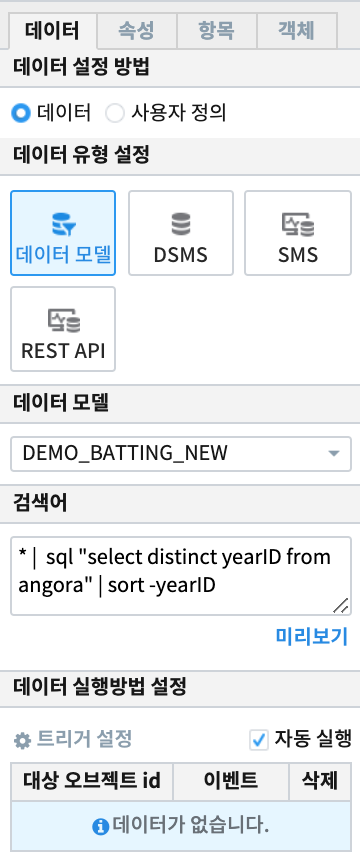 데이터 속성 항목 객체
데이터 설정 방법
데이터 사용자 정의
데이터 유형 설정
데이터 모델 DSMS SMS
REST API
데이터 모델
DEMO_BATTING_NEW
검색어
* | sql "select distinct yearID from
angora" | sort -yearID
미리보기
데이터 실행방법 설정
트리거 설정 자동 실행
대상 오브젝트 id 이벤트 삭제
데이터가 없습니다.